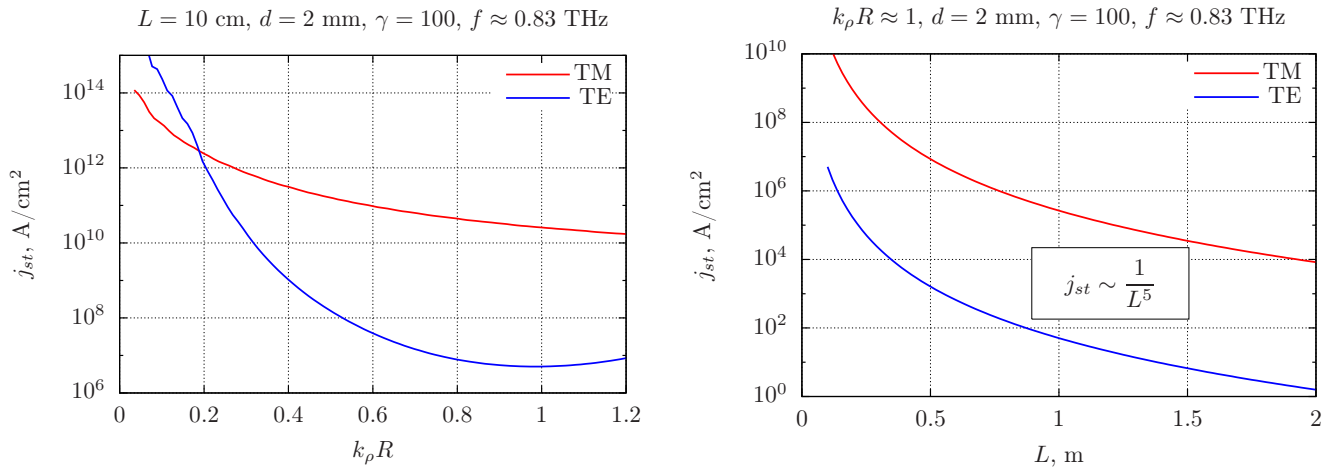 L = 10 cm, d = 2 mm, γ = 100, f ≈ 0.83 THz
TM
TE
10^14
10^12
10^10
10^8
10^6
j_st, A/cm^2
0 0.2 0.4 0.6 0.8 1 1.2
k_ρR
k_ρR ≈ 1, d = 2 mm, γ = 100, f ≈ 0.83 THz
TM
TE
10^10
10^8
10^6
10^4
10^2
10^0
j_st, A/cm^2
j_st ∼ 1/L^5
0 0.5 1 1.5 2
L, m